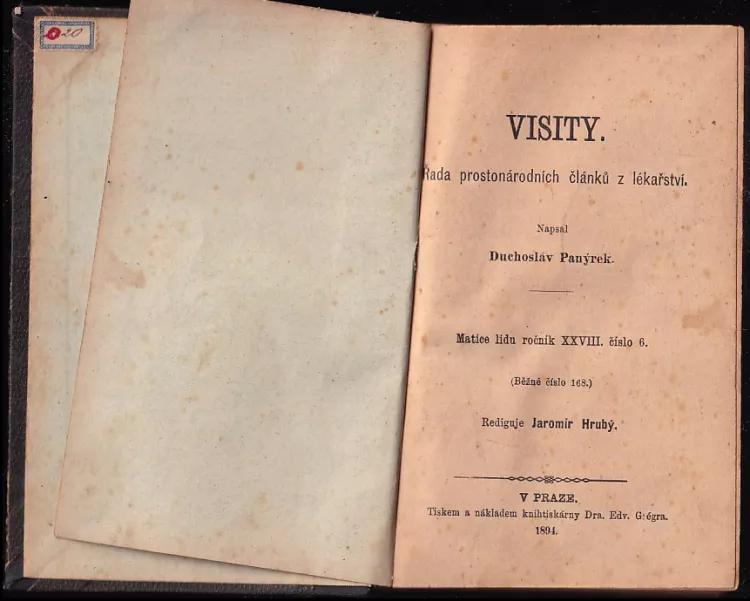 20
VISITY.
Řada prostonárodních článků z lékařství.
Napsal
Duchoslav Panýrek.
Matice lidu ročník XXVIII. číslo 6.
(Běžné číslo 168.)
Rediguje Jaromír Hrubý.
V PRAZE.
Tiskem a nákladem knihtiskárny Dra. Edv. Grégra.
1894.